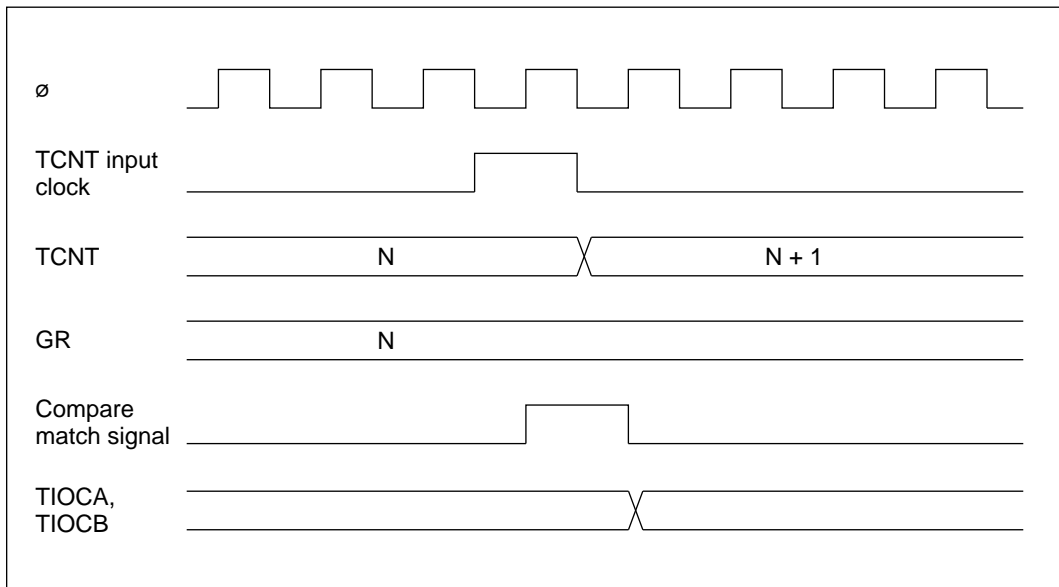 ø
TCNT input
clock
TCNT
N
N + 1
GR
N
Compare
match signal
TIOCA,
TIOCB